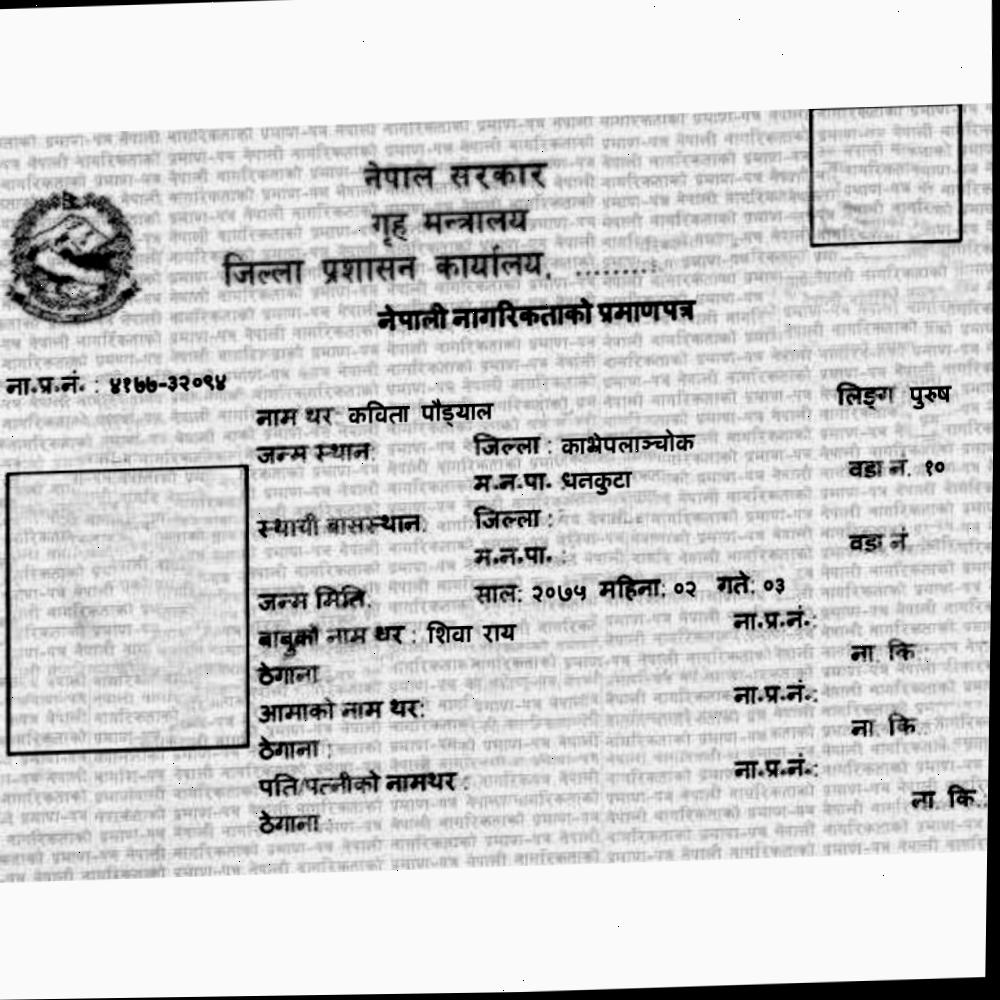 नेपाल सरकार
गृह मन्त्रालय
जिल्ला प्रशासन कार्यालय, .........
नेपाली नागरिकताको प्रमाणपत्र
ना.प्र.नं. : ४१७७-३२०९४
लिङ्ग पुरुष
नाम थर: कविता पौड्याल
जन्म स्थान: जिल्ला : काभ्रेपलाञ्चोक
म.न.पा. धनकुटा वडा नं. १०
स्थायी बासस्थान: जिल्ला :
म.न.पा. : वडा नं.
जन्म मिति: साल: २०७५ महिना: ०२ गते: ०३
बाबुको नाम थर : शिवा राय ना.प्र.नं.:
ठेगाना ना. कि.:
आमाको नाम थर: ना.प्र.नं.:
ठेगाना : ना. कि.:
पति/पत्नीको नामथर : ना.प्र.नं.:
ठेगाना : ना. कि.: